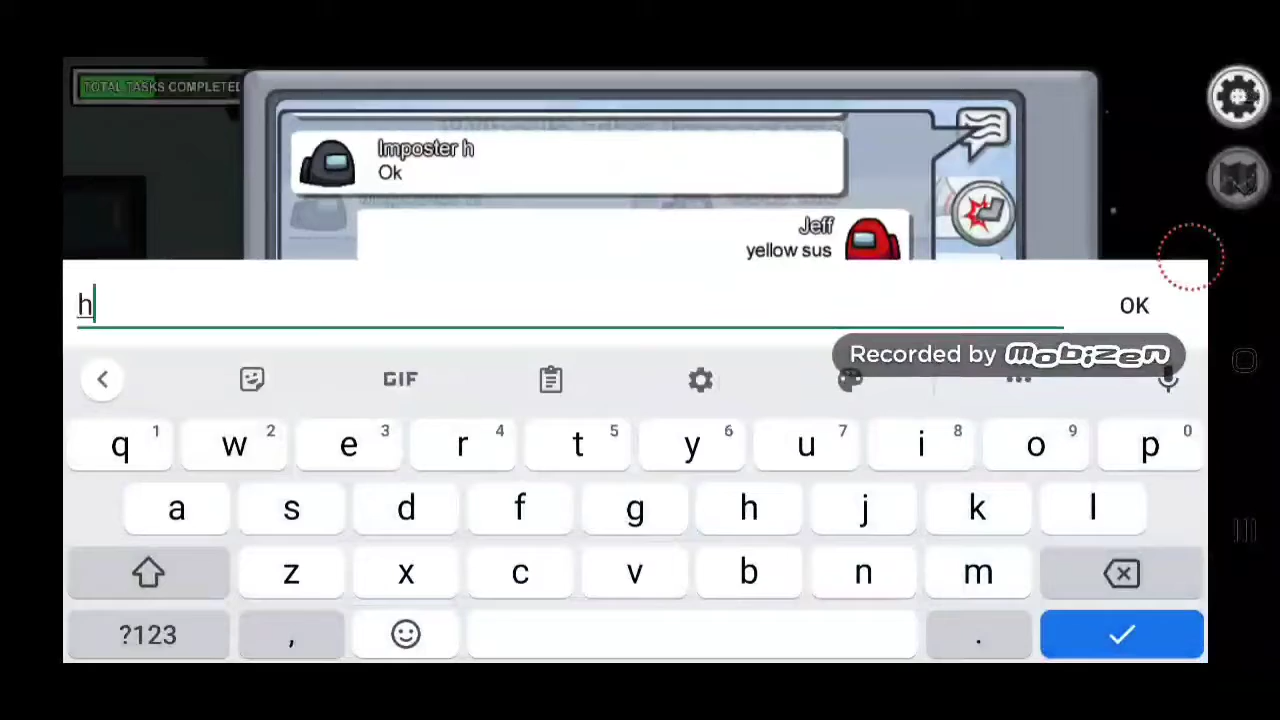 TOTAL TASKS COMPLETED
Imposter h
Ok
Jeff
yellow sus
h
OK
Recorded by mobizen
GIF
q 1 w 2 e 3 r 4 t 5 y 6 u 7 i 8 o 9 p 0
a s d f g h j k l
z x c v b n m
?123 , .